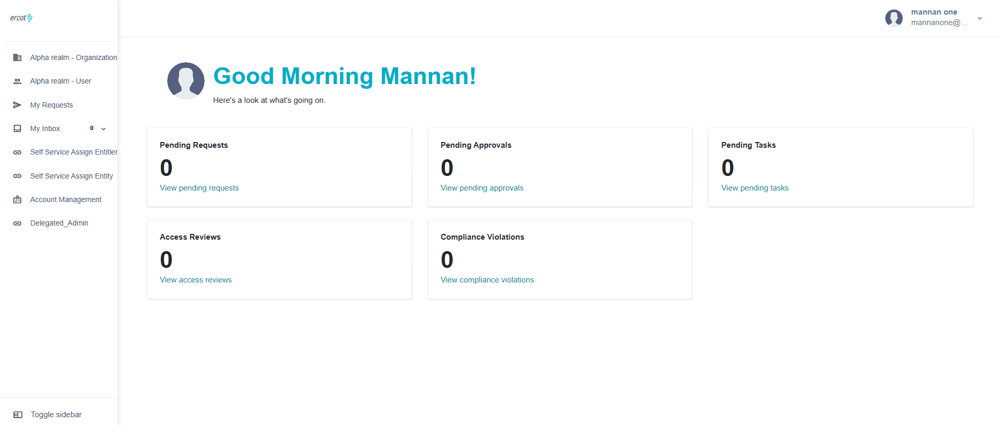 ercot
mannan one
mannanone@...
Alpha realm - Organization
Alpha realm - User
My Requests
My Inbox 0
Self Service Assign Entitlem
Self Service Assign Entity
Account Management
Delegated_Admin
Toggle sidebar
Good Morning Mannan!
Here's a look at what's going on.
Pending Requests
0
View pending requests
Pending Approvals
0
View pending approvals
Pending Tasks
0
View pending tasks
Access Reviews
0
View access reviews
Compliance Violations
0
View compliance violations